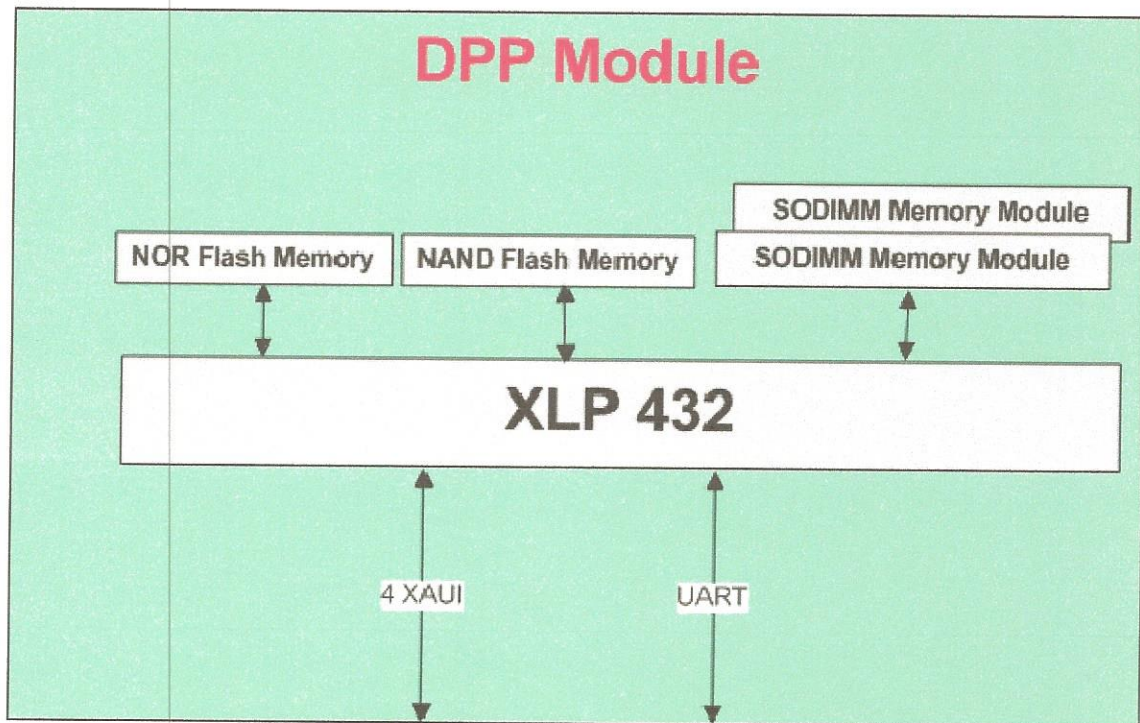 DPP Module
SODIMM Memory Module
NOR Flash Memory
NAND Flash Memory
SODIMM Memory Module
XLP 432
4 XAUI
UART